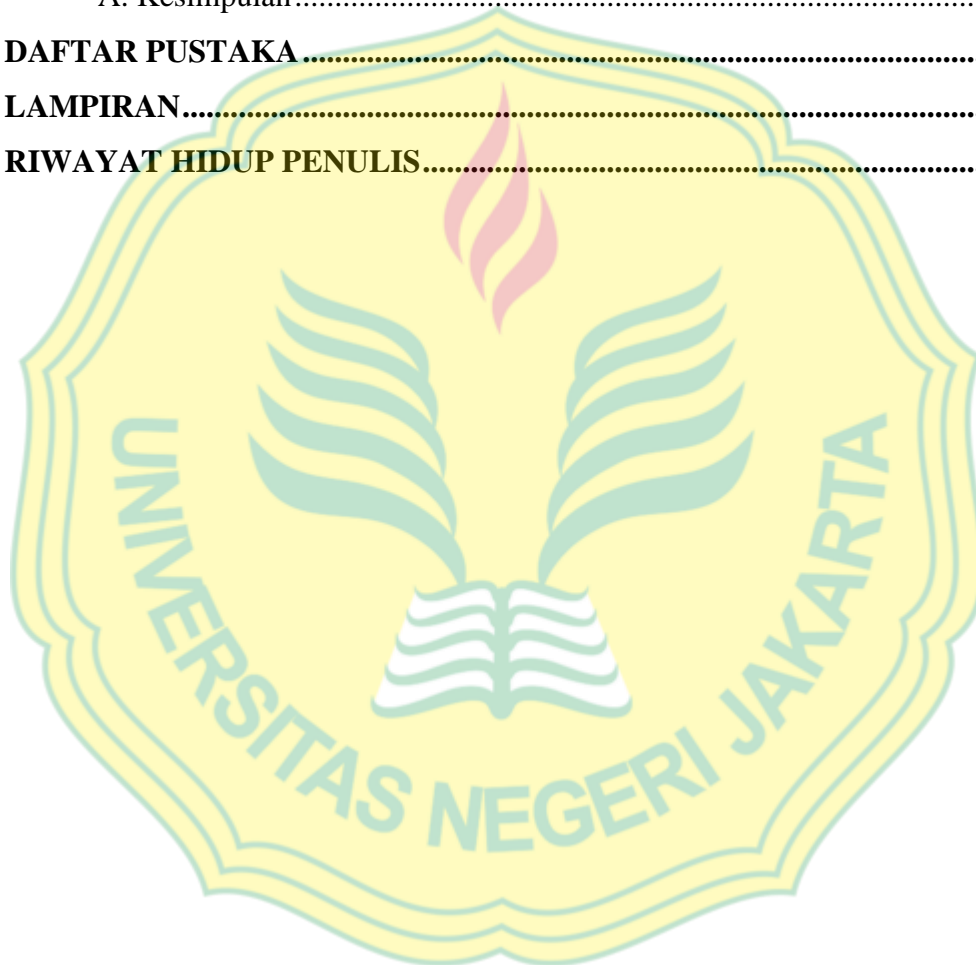 A. Kesimpulan........................................................................................
DAFTAR PUSTAKA........................................................................................
LAMPIRAN........................................................................................
RIWAYAT HIDUP PENULIS........................................................................................
UNIVERSITAS NEGERI JAKARTA